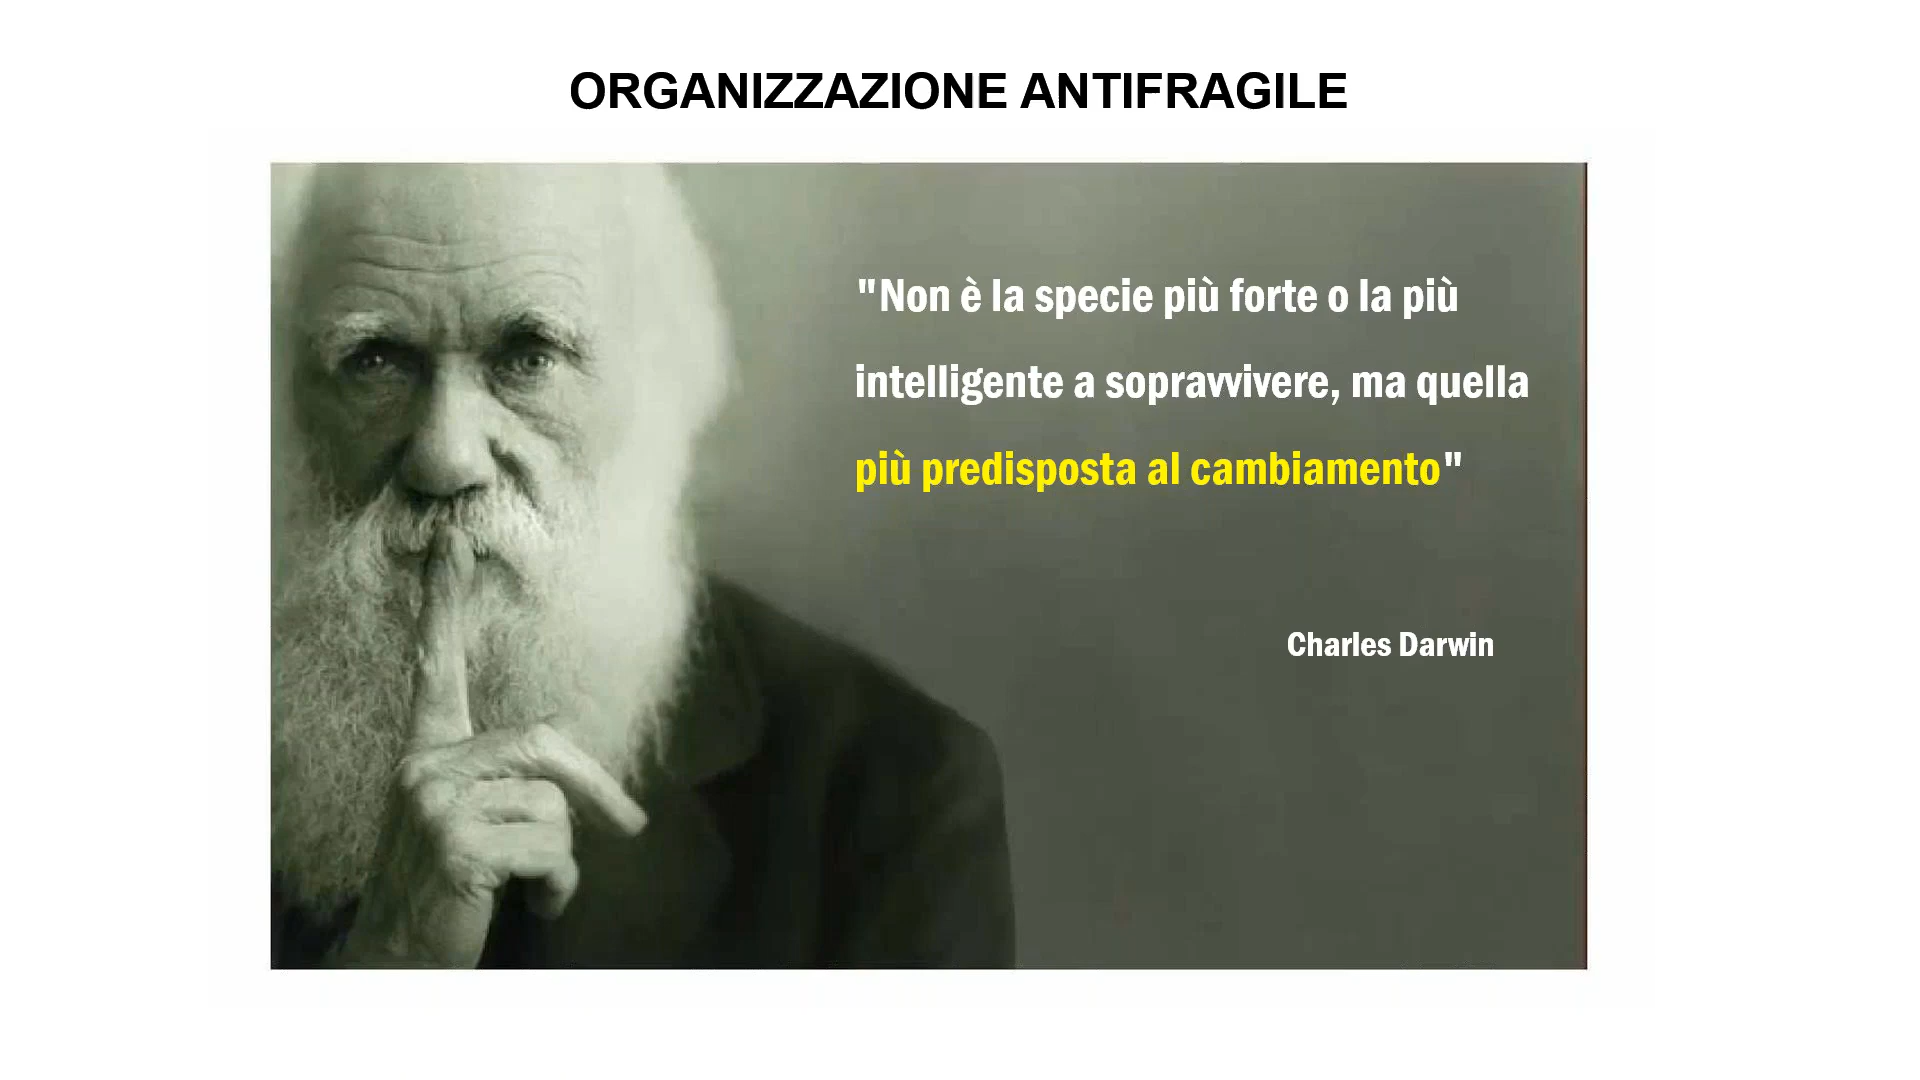 ORGANIZZAZIONE ANTIFRAGILE
"Non è la specie più forte o la più
intelligente a sopravvivere, ma quella
più predisposta al cambiamento"
Charles Darwin